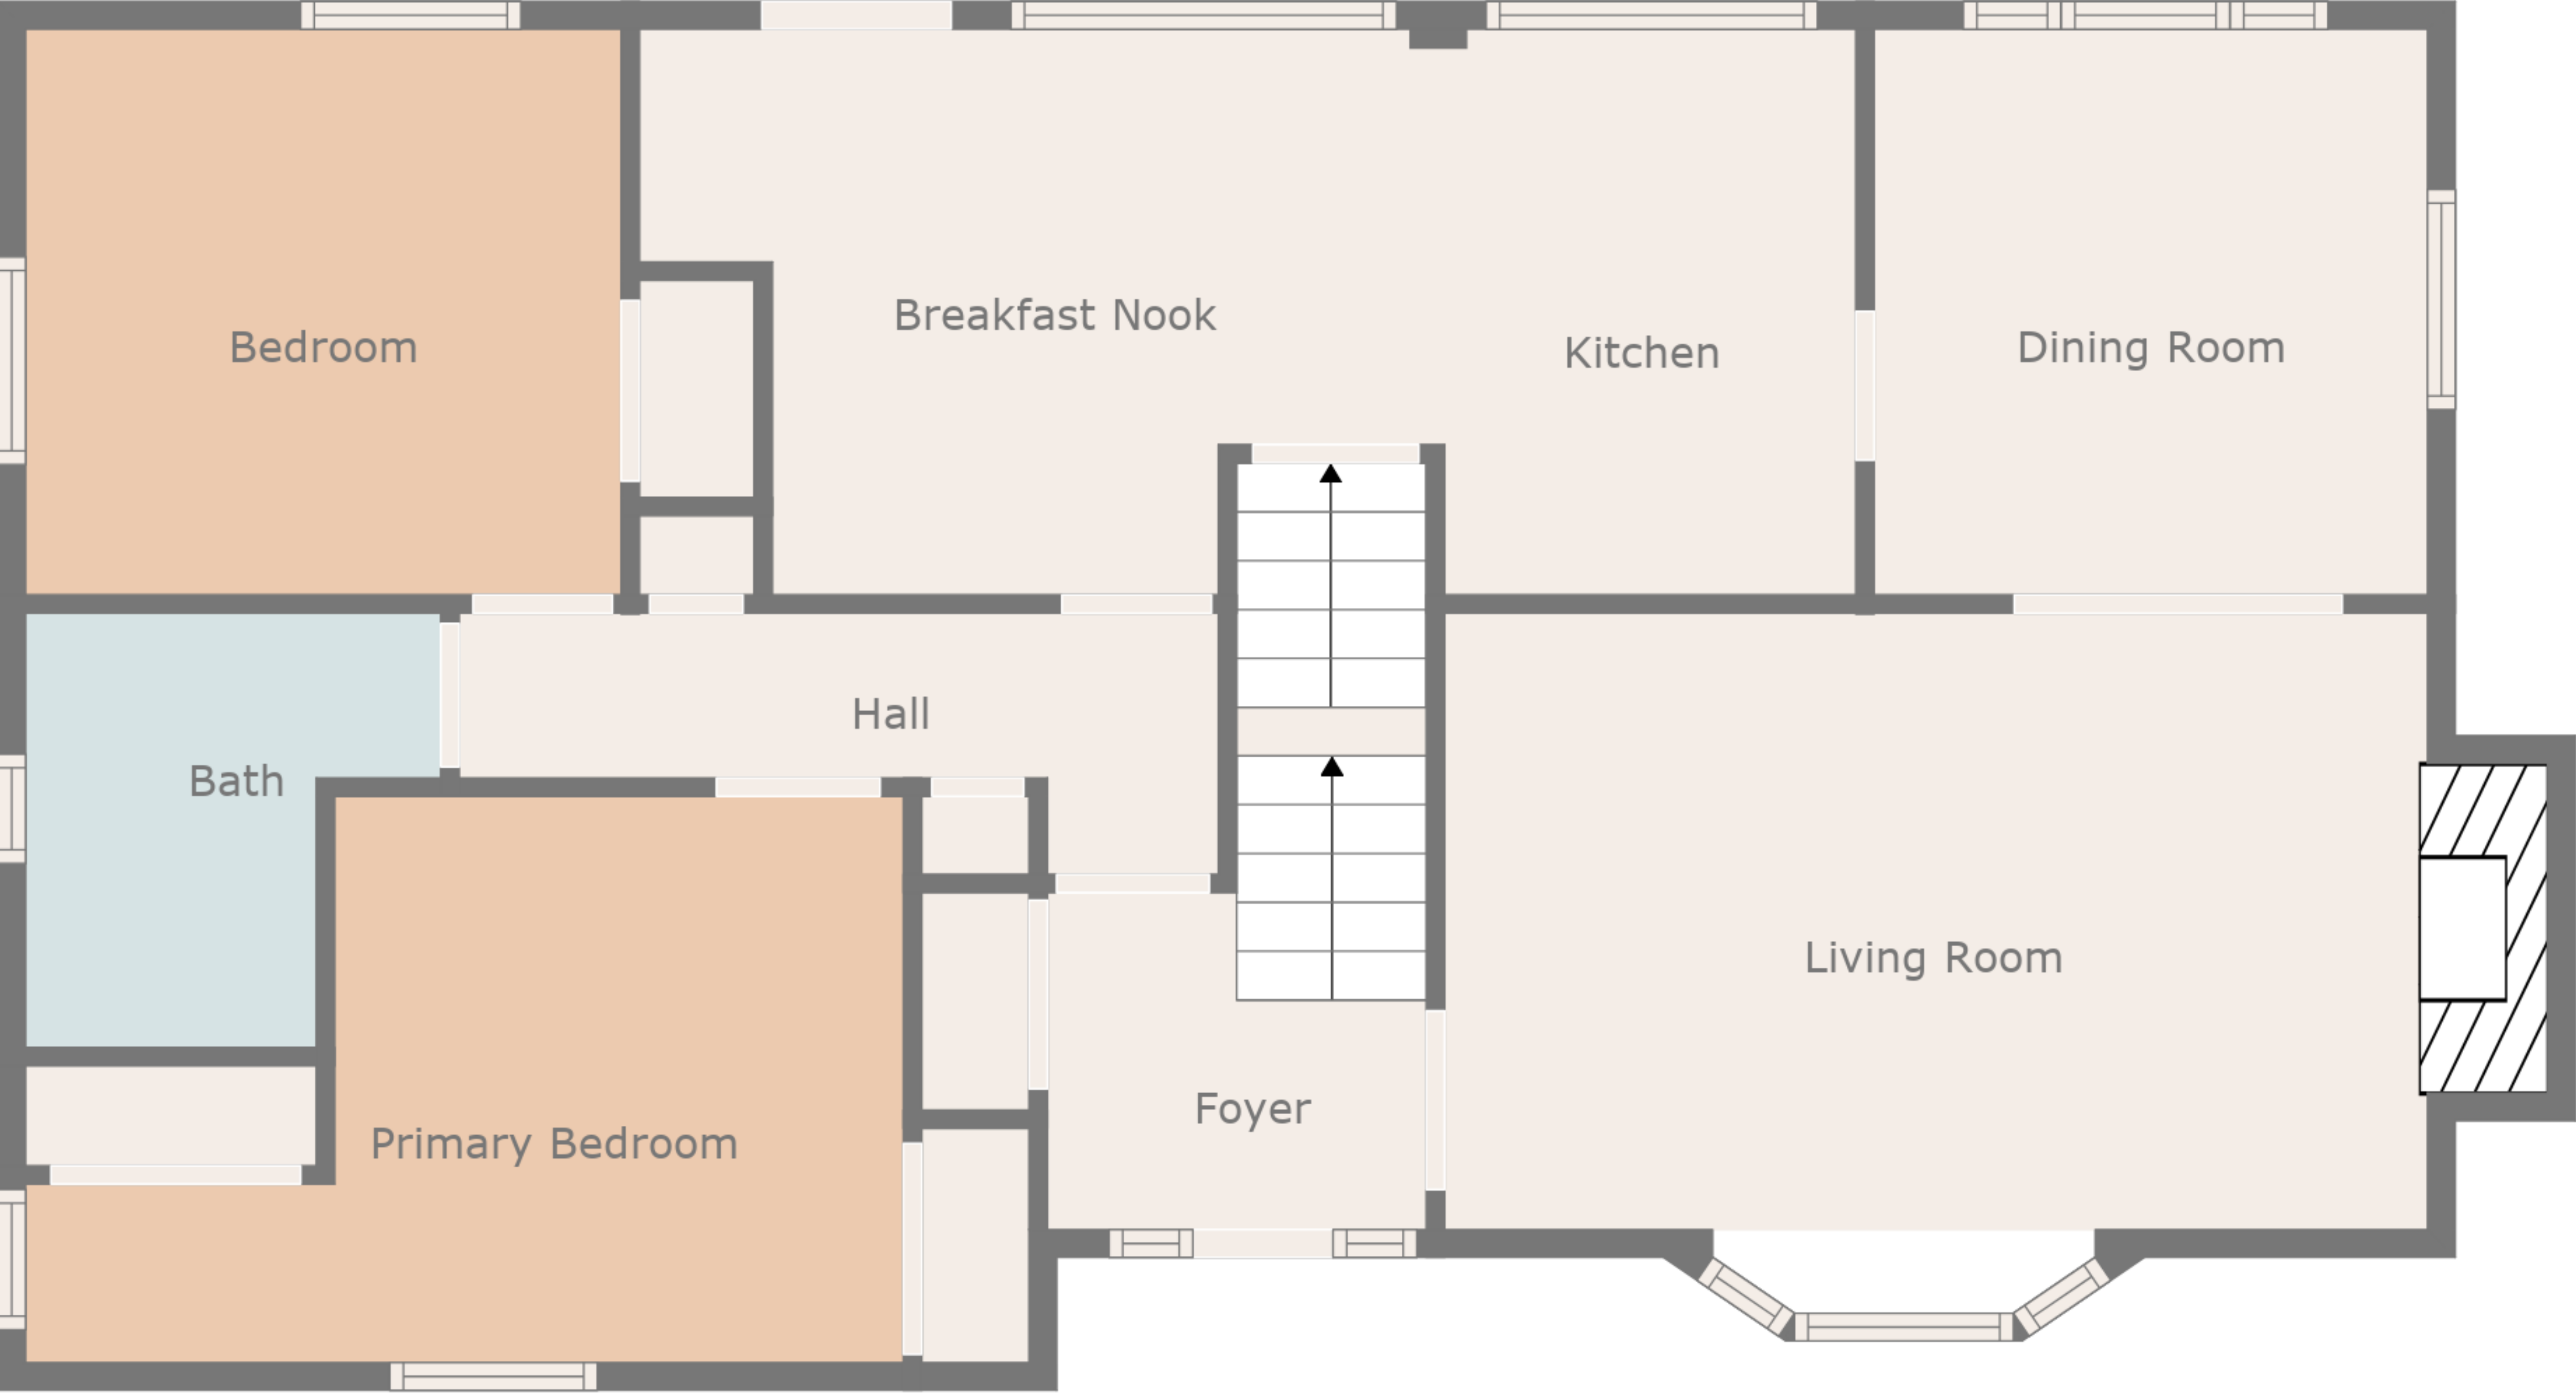 Breakfast Nook
Bedroom
Kitchen
Dining Room
Hall
Bath
Living Room
Foyer
Primary Bedroom